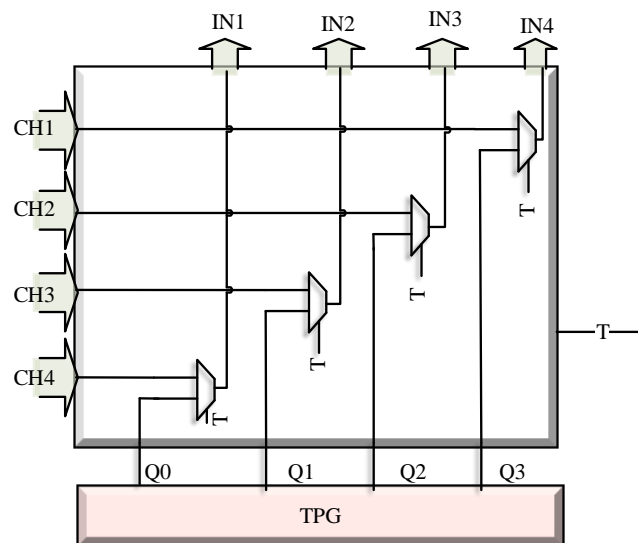 IN1 IN2 IN3 IN4
CH1
T
CH2
T
CH3
T
T
CH4
T
Q0 Q1 Q2 Q3
TPG